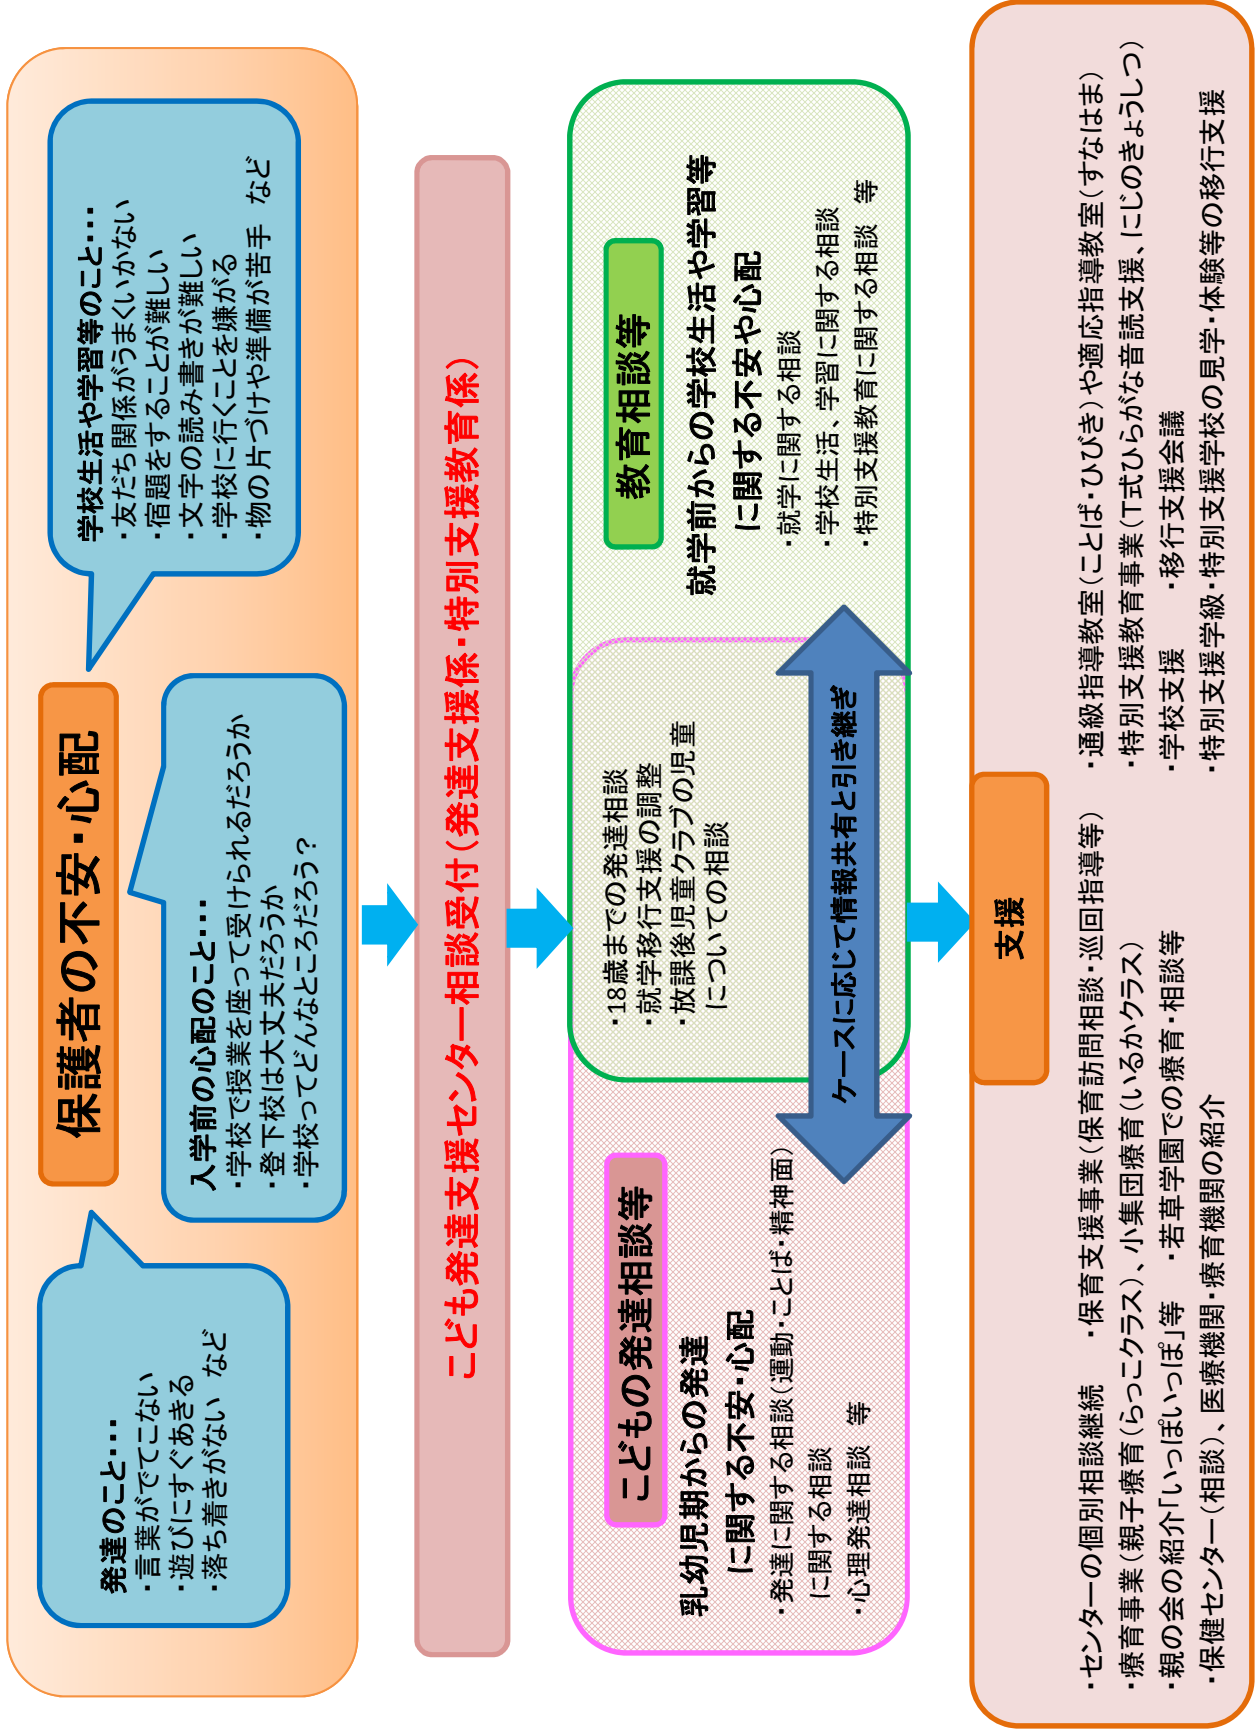 保護者の不安・心配
発達のこと・・・
・言葉がでてこない
・遊びにすぐあきる
・落ち着きがない など
入学前の心配のこと・・・
・学校で授業を座って受けられるだろうか
・登下校は大丈夫だろうか
・学校ってどんなところだろう？
学校生活や学習等のこと・・・
・友だち関係がうまくいかない
・宿題をすることが難しい
・文字の読み書きが難しい
・学校に行くことを嫌がる
・物の片づけや準備が苦手 など
こども発達支援センター相談受付（発達支援係・特別支援教育係）
こどもの発達相談等
乳幼児期からの発達
に関する不安・心配
・発達に関する相談（運動・ことば・精神面）
に関する相談
・心理発達相談 等
・18歳までの発達相談
・就学移行支援の調整
・放課後児童クラブの児童
についての相談
ケースに応じて情報共有と引き継ぎ
教育相談等
就学前からの学校生活や学習等
に関する不安や心配
・就学に関する相談
・学校生活、学習に関する相談
・特別支援教育に関する相談 等
支援
・センターの個別相談継続 ・保育支援事業（保育訪問相談・巡回指導等）
・療育事業（親子療育（らっこクラス）、小集団療育（いるかクラス）
・親の会の紹介「いっぽいっぽ」等 ・若草学園での療育・相談等
・保健センター（相談）、医療機関・療育機関の紹介
・通級指導教室（ことば・ひびき）や適応指導教室（すなはま）
・特別支援教育事業（T式ひらがな音読支援、にじのきょうしつ）
・学校支援 ・移行支援会議
・特別支援学級・特別支援学校の見学・体験等の移行支援